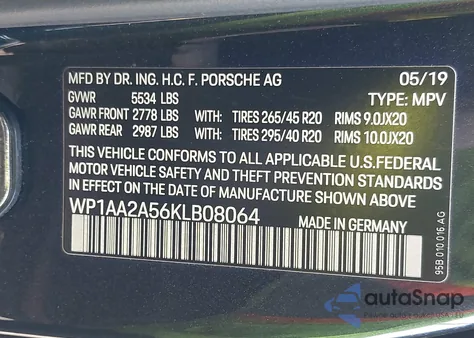 MFD BY DR. ING. H.C. F. PORSCHE AG 05/19
GVWR 5534 LBS TYPE: MPV
GAWR FRONT 2778 LBS WITH: TIRES 265/45 R20 RIMS 9.0JX20
GAWR REAR 2987 LBS WITH: TIRES 295/40 R20 RIMS 10.0JX20
THIS VEHICLE CONFORMS TO ALL APPLICABLE U.S.FEDERAL
MOTOR VEHICLE SAFETY AND THEFT PREVENTION STANDARDS
IN EFFECT ON THE DATE OF MANUFACTURE SHOWN ABOVE.
WP1AA2A56KLB08064 MADE IN GERMANY
95B 010 016 AG
autoSnap